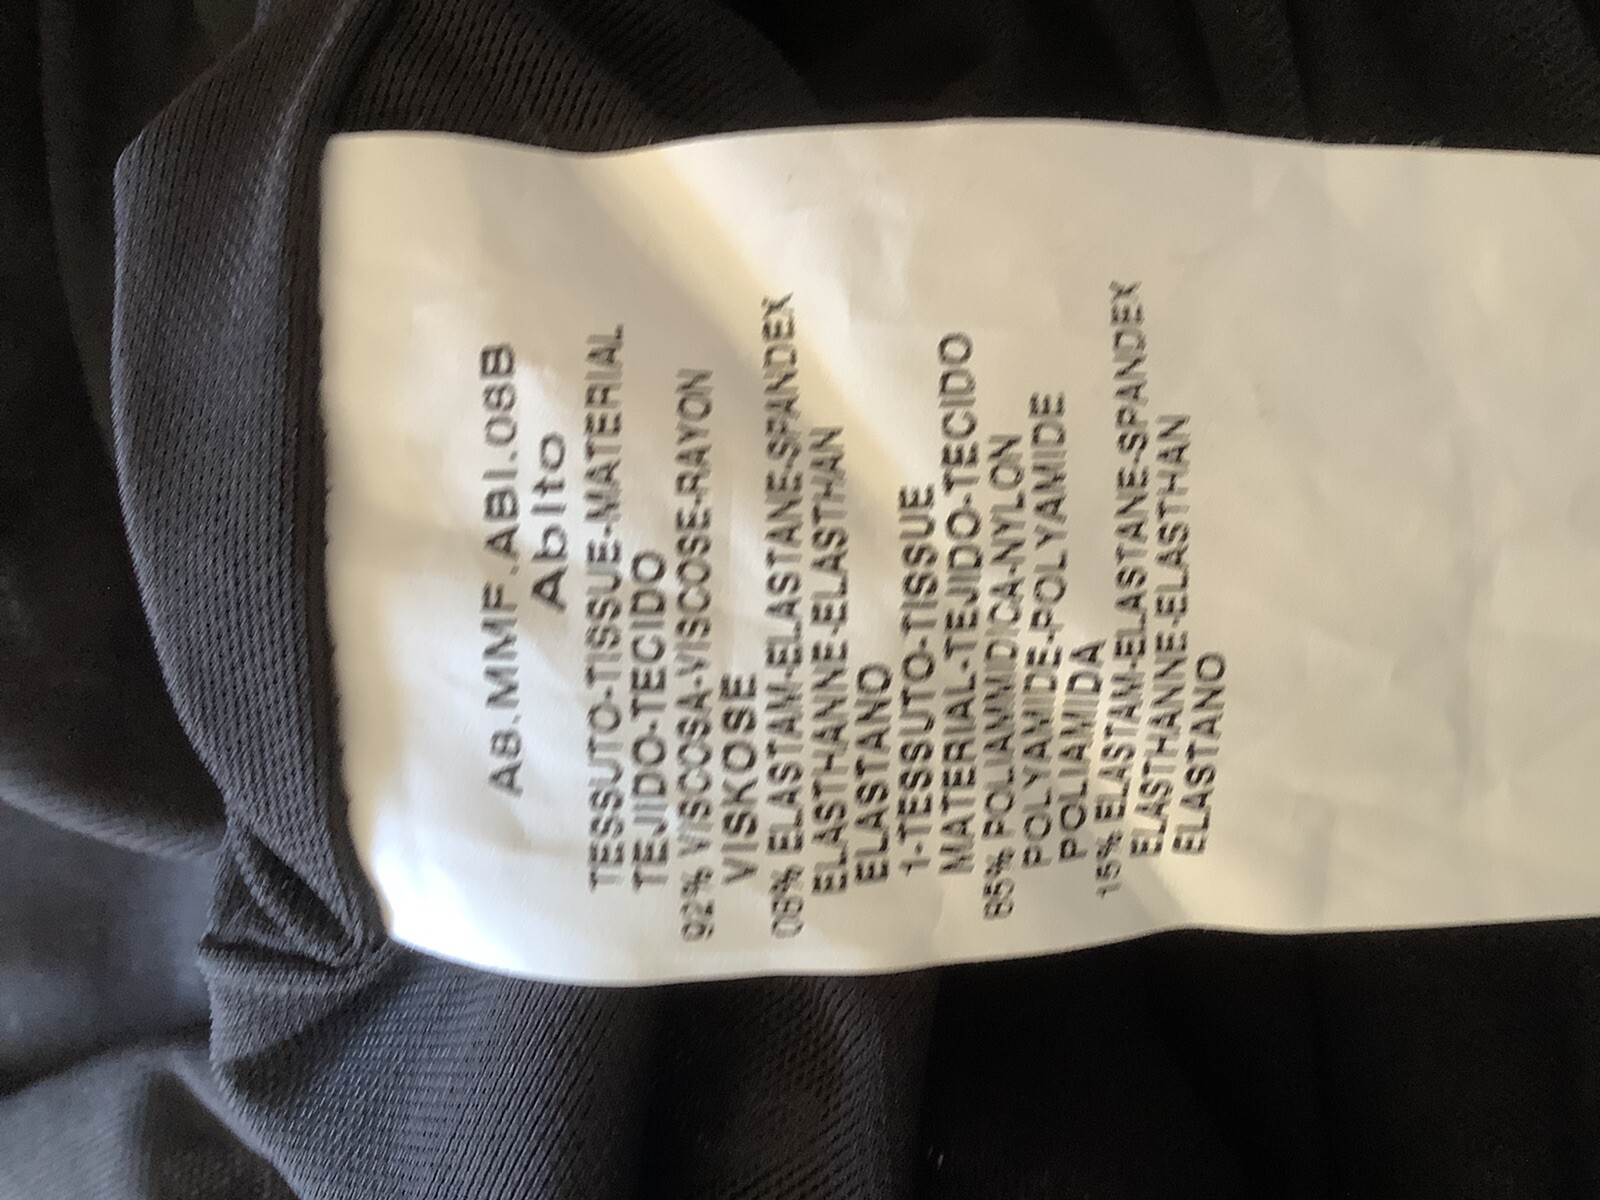 AB.MMF.ABI.08B
Abito
TESSUTO-TISSUE-MATERIAL
TEJIDO-TECIDO
92% VISCOSA-VISCOSE-RAYON
VISKOSE
08% ELASTAM-ELASTANE-SPANDEX
ELASTHANNE-ELASTHAN
ELASTANO
1-TESSUTO-TISSUE
MATERIAL-TEJIDO-TECIDO
85% POLIAMMIDICA-NYLON
POLYAMIDE-POLYAMIDE
POLIAMIDA
15% ELASTAM-ELASTANE-SPANDEX
ELASTHANNE-ELASTHAN
ELASTANO